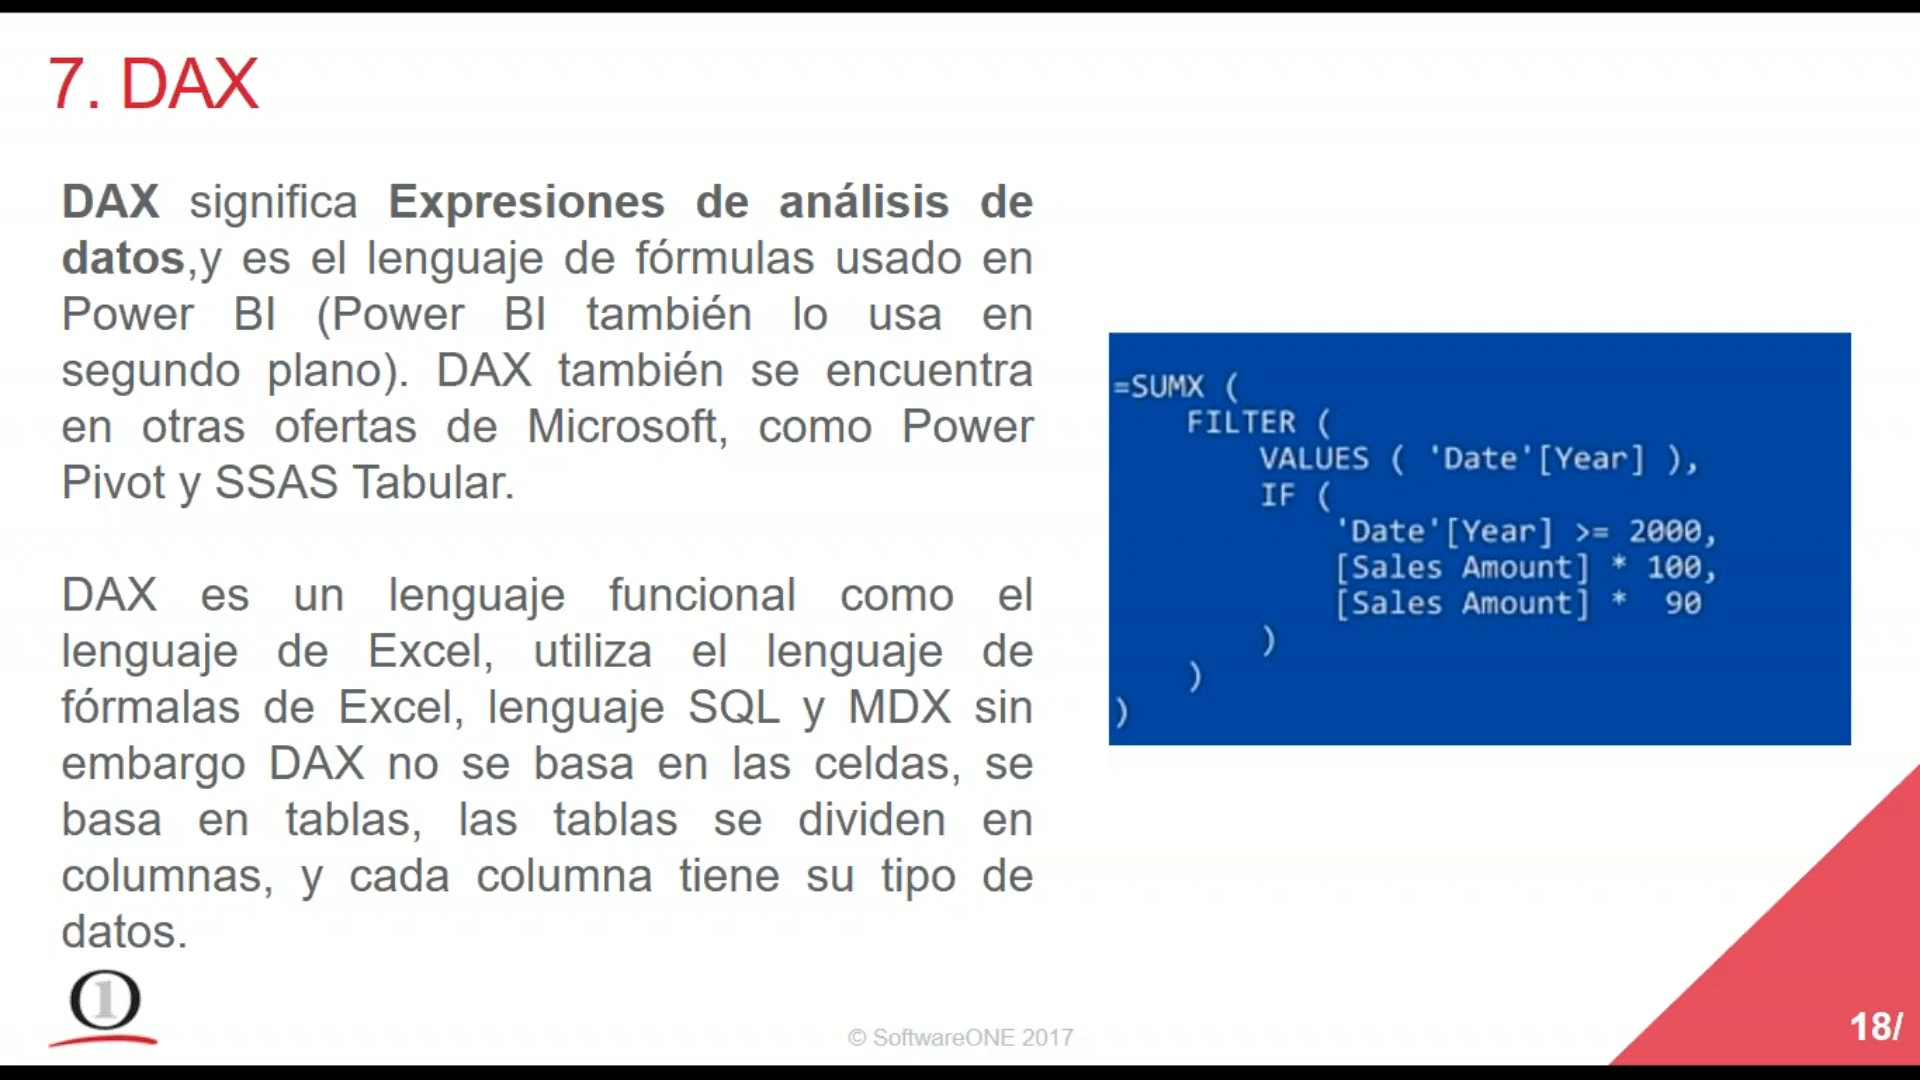 7. DAX
DAX significa Expresiones de análisis de
datos,y es el lenguaje de fórmulas usado en
Power BI (Power BI también lo usa en
segundo plano). DAX también se encuentra
en otras ofertas de Microsoft, como Power
Pivot y SSAS Tabular.
DAX es un lenguaje funcional como el
lenguaje de Excel, utiliza el lenguaje de
fórmalas de Excel, lenguaje SQL y MDX sin
embargo DAX no se basa en las celdas, se
basa en tablas, las tablas se dividen en
columnas, y cada columna tiene su tipo de
datos.
=SUMX (
FILTER (
VALUES ( 'Date'[Year] ),
IF (
'Date'[Year] >= 2000,
[Sales Amount] * 100,
[Sales Amount] * 90
)
)
)
1
© SoftwareONE 2017
18/